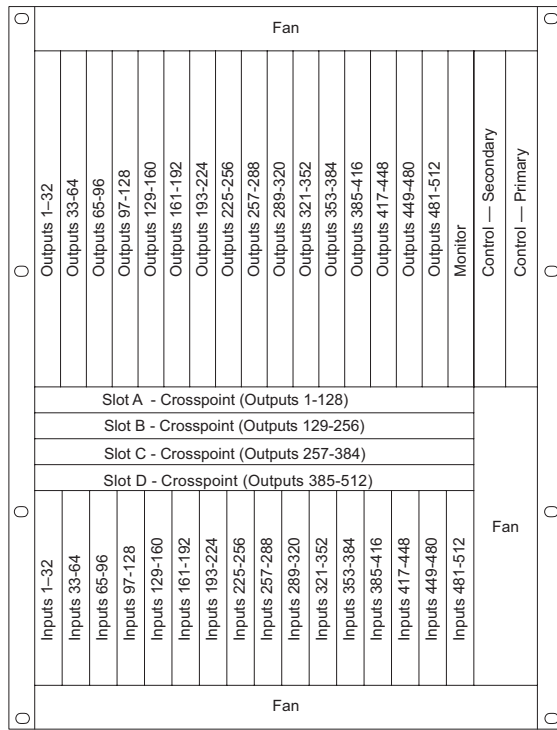 Fan
Outputs 1–32
Outputs 33-64
Outputs 65-96
Outputs 97-128
Outputs 129-160
Outputs 161-192
Outputs 193-224
Outputs 225-256
Outputs 257-288
Outputs 289-320
Outputs 321-352
Outputs 353-384
Outputs 385-416
Outputs 417-448
Outputs 449-480
Outputs 481-512
Monitor
Control — Secondary
Control — Primary
Slot A - Crosspoint (Outputs 1-128)
Slot B - Crosspoint (Outputs 129-256)
Slot C - Crosspoint (Outputs 257-384)
Slot D - Crosspoint (Outputs 385-512)
Inputs 1–32
Inputs 33-64
Inputs 65-96
Inputs 97-128
Inputs 129-160
Inputs 161-192
Inputs 193-224
Inputs 225-256
Inputs 257-288
Inputs 289-320
Inputs 321-352
Inputs 353-384
Inputs 385-416
Inputs 417-448
Inputs 449-480
Inputs 481-512
Fan
Fan